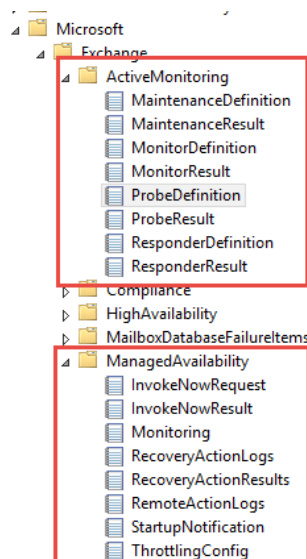 Microsoft
Exchange
ActiveMonitoring
MaintenanceDefinition
MaintenanceResult
MonitorDefinition
MonitorResult
ProbeDefinition
ProbeResult
ResponderDefinition
ResponderResult
Compliance
HighAvailability
MailboxDatabaseFailureItems
ManagedAvailability
InvokeNowRequest
InvokeNowResult
Monitoring
RecoveryActionLogs
RecoveryActionResults
RemoteActionLogs
StartupNotification
ThrottlingConfig